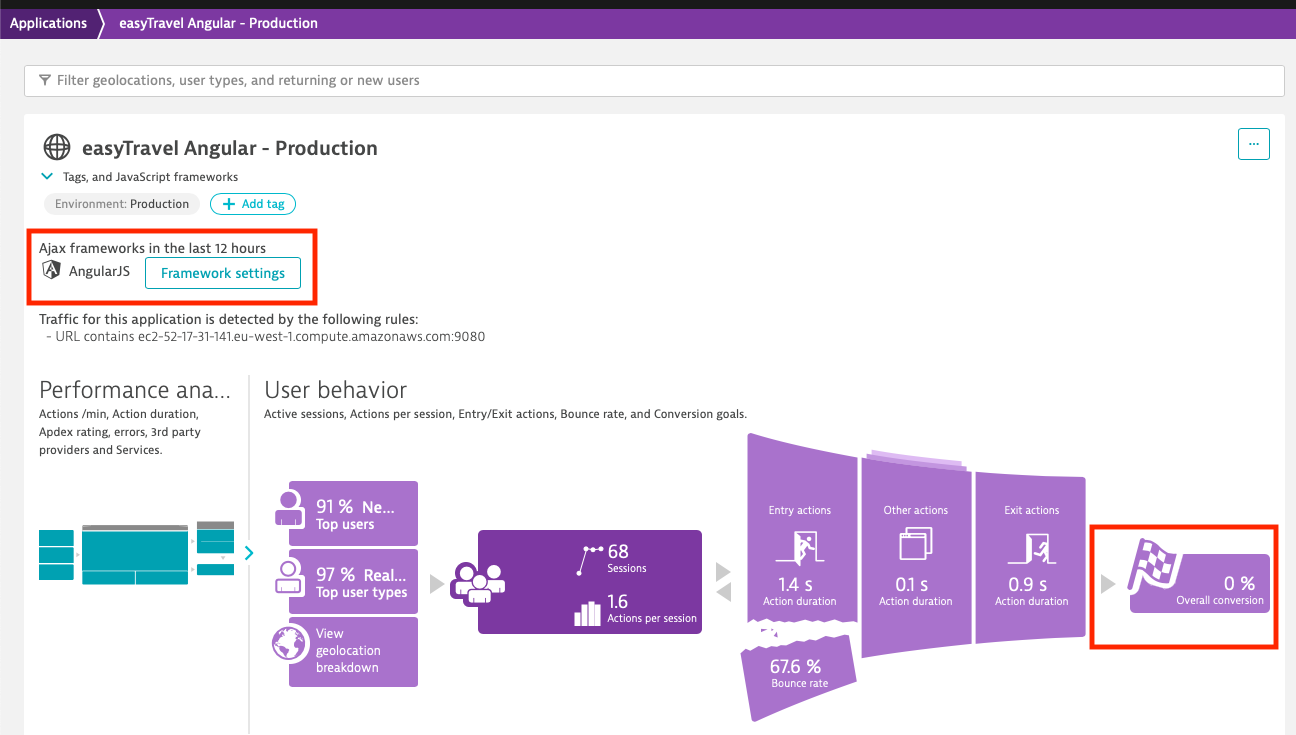 Applications
easyTravel Angular - Production
Filter geolocations, user types, and returning or new users
easyTravel Angular - Production
...
Tags, and JavaScript frameworks
Environment: Production
Add tag
Ajax frameworks in the last 12 hours
AngularJS
Framework settings
Traffic for this application is detected by the following rules:
- URL contains ec2-52-17-31-141.eu-west-1.compute.amazonaws.com:9080
Performance ana...
Actions /min, Action duration,
Apdex rating, errors, 3rd party
providers and Services.
User behavior
Active sessions, Actions per session, Entry/Exit actions, Bounce rate, and Conversion goals.
91 % Ne...
Top users
97 % Real...
Top user types
View
geolocation
breakdown
68
Sessions
1.6
Actions per session
Entry actions
1.4 s
Action duration
67.6 %
Bounce rate
Other actions
0.1 s
Action duration
Exit actions
0.9 s
Action duration
0 %
Overall conversion